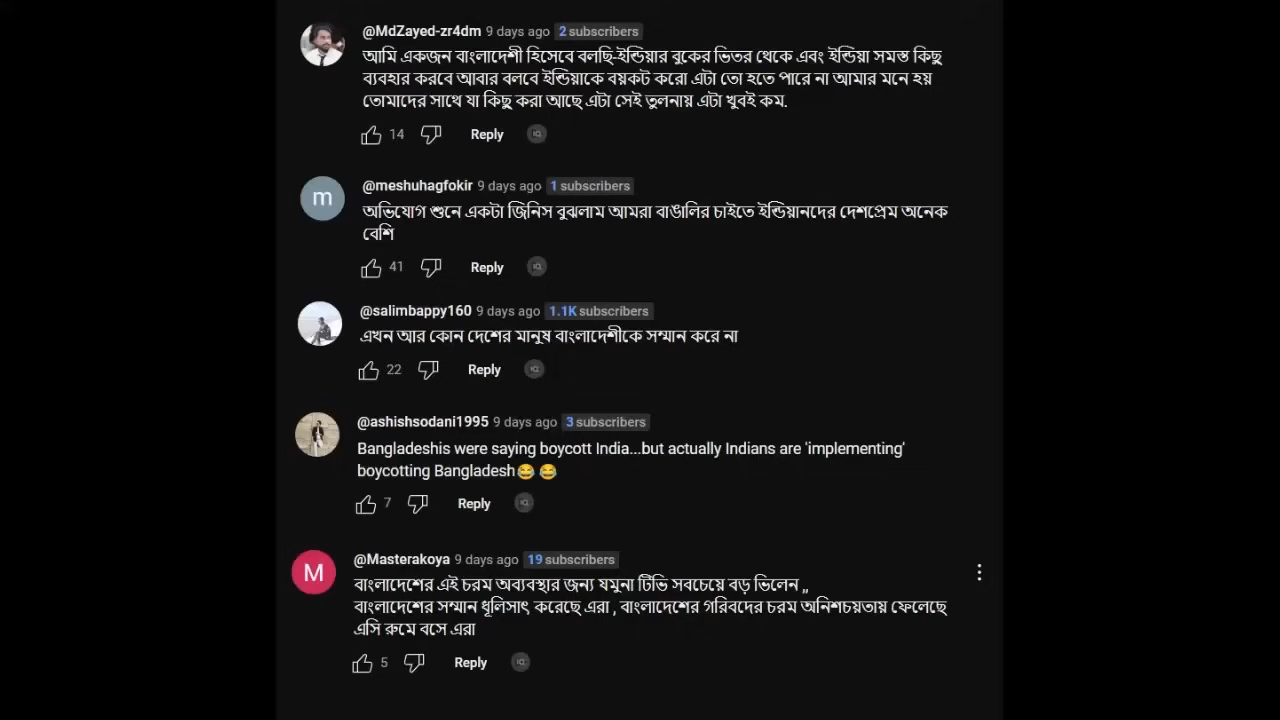 @MdZayed-zr4dm 9 days ago 2 subscribers
আমি একজন বাংলাদেশী হিসেবে বলছি-ইন্ডিয়ার বুকের ভিতর থেকে এবং ইন্ডিয়া সমস্ত কিছু
ব্যবহার করবে আবার বলবে ইন্ডিয়াকে বয়কট করো এটা তো হতে পারে না আমার মনে হয়
তোমাদের সাথে যা কিছু করা আছে এটা সেই তুলনায় এটা খুবই কম.
14 Reply
m @meshuhagfokir 9 days ago 1 subscribers
অভিযোগ শুনে একটা জিনিস বুঝলাম আমরা বাঙালির চাইতে ইন্ডিয়ানদের দেশপ্রেম অনেক
বেশি
41 Reply
@salimbappy160 9 days ago 1.1K subscribers
এখন আর কোন দেশের মানুষ বাংলাদেশীকে সম্মান করে না
22 Reply
@ashishsodani1995 9 days ago 3 subscribers
Bangladeshis were saying boycott India...but actually Indians are 'implementing'
boycotting Bangladesh😂 😂
7 Reply
M @Masterakoya 9 days ago 19 subscribers
বাংলাদেশের এই চরম অব্যবস্থার জন্য যমুনা টিভি সবচেয়ে বড় ভিলেন ,,
বাংলাদেশের সম্মান ধূলিসাৎ করেছে এরা , বাংলাদেশের গরিবদের চরম অনিশচয়তায় ফেলেছে
এসি রুমে বসে এরা
5 Reply